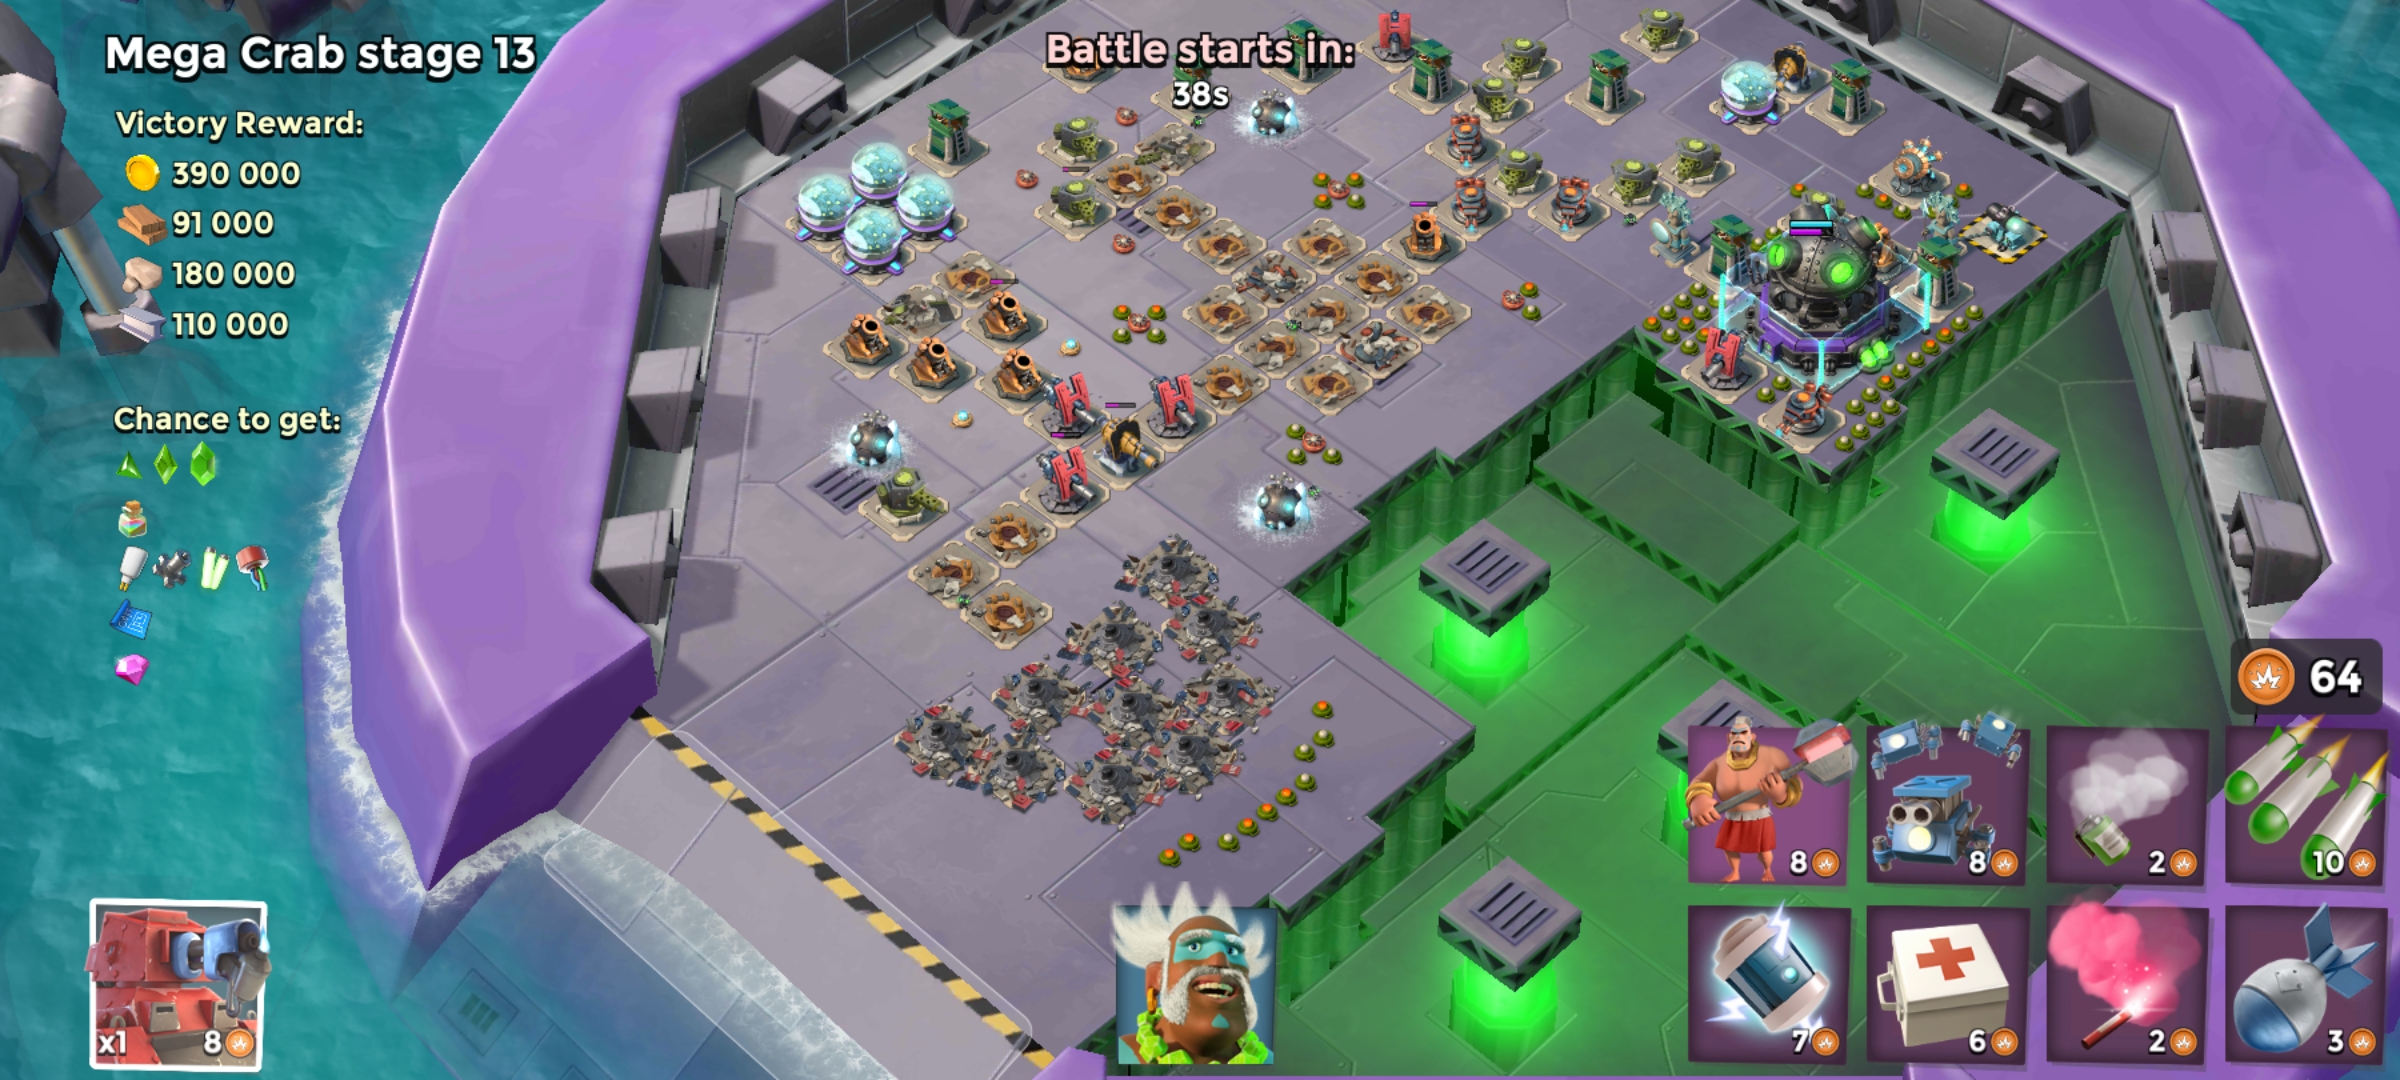 Mega Crab stage 13
Battle starts in:
38s
Victory Reward:
390 000
91 000
180 000
110 000
Chance to get:
64
8
8
2
10
x1
8
7
6
2
3